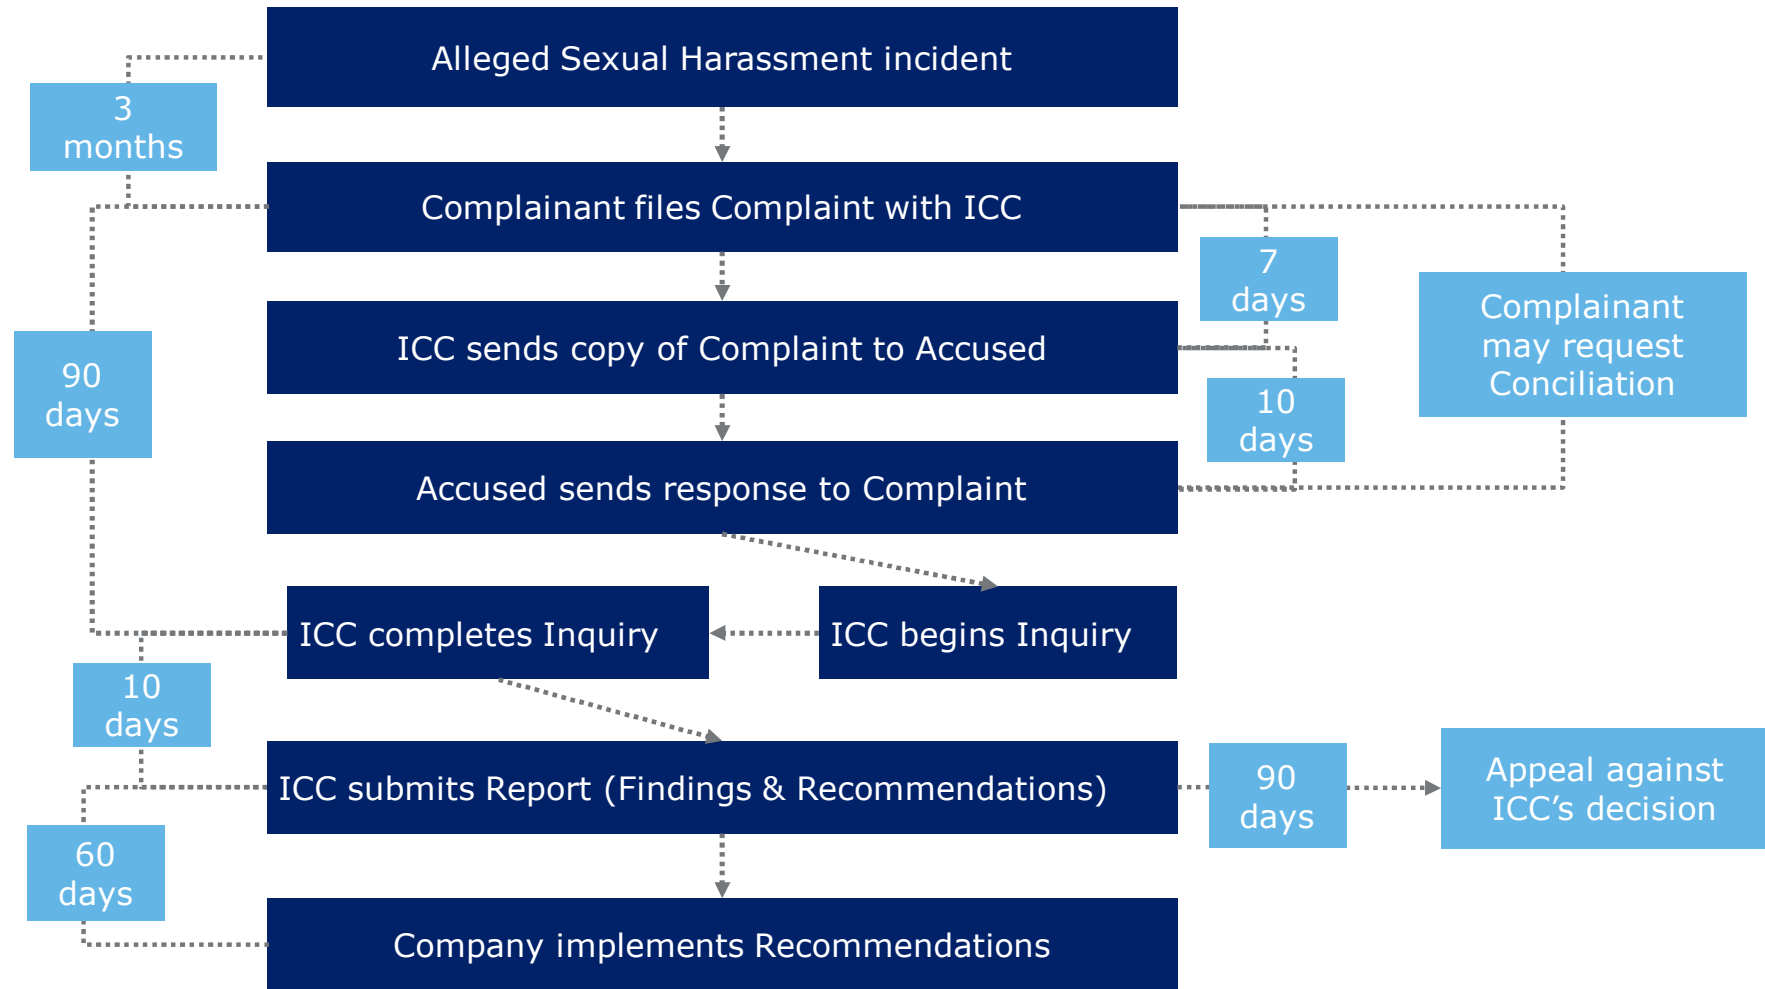 Alleged Sexual Harassment incident
3
months
Complainant files Complaint with ICC
7
days
ICC sends copy of Complaint to Accused
Complainant
may request
Conciliation
90
days
10
days
Accused sends response to Complaint
ICC completes Inquiry
ICC begins Inquiry
10
days
ICC submits Report (Findings & Recommendations)
90
days
Appeal against
ICC’s decision
60
days
Company implements Recommendations